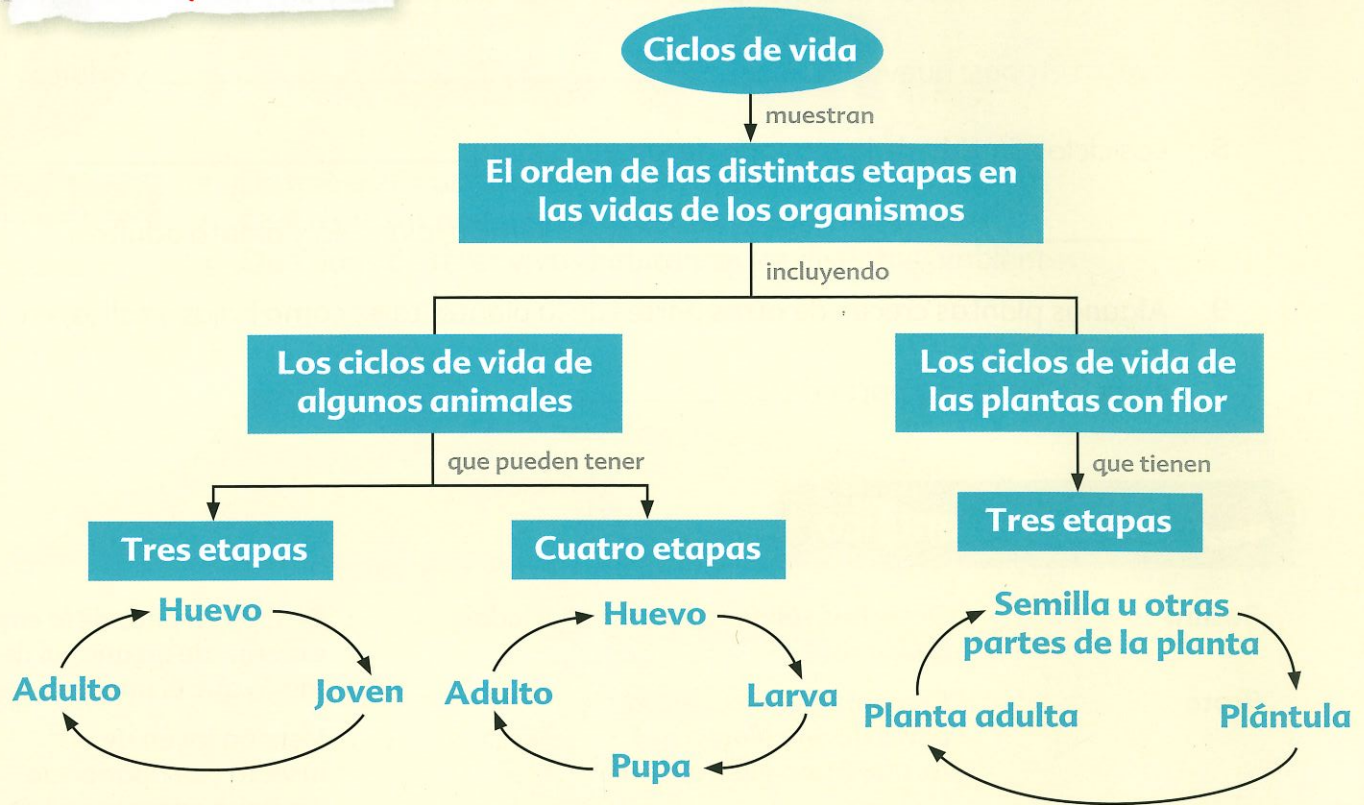 Ciclos de vida
muestran
El orden de las distintas etapas en
las vidas de los organismos
incluyendo
Los ciclos de vida de
algunos animales
Los ciclos de vida de
las plantas con flor
que pueden tener
que tienen
Tres etapas
Cuatro etapas
Tres etapas
Huevo
Joven
Adulto
Huevo
Larva
Pupa
Adulto
Semilla u otras
partes de la planta
Plántula
Planta adulta